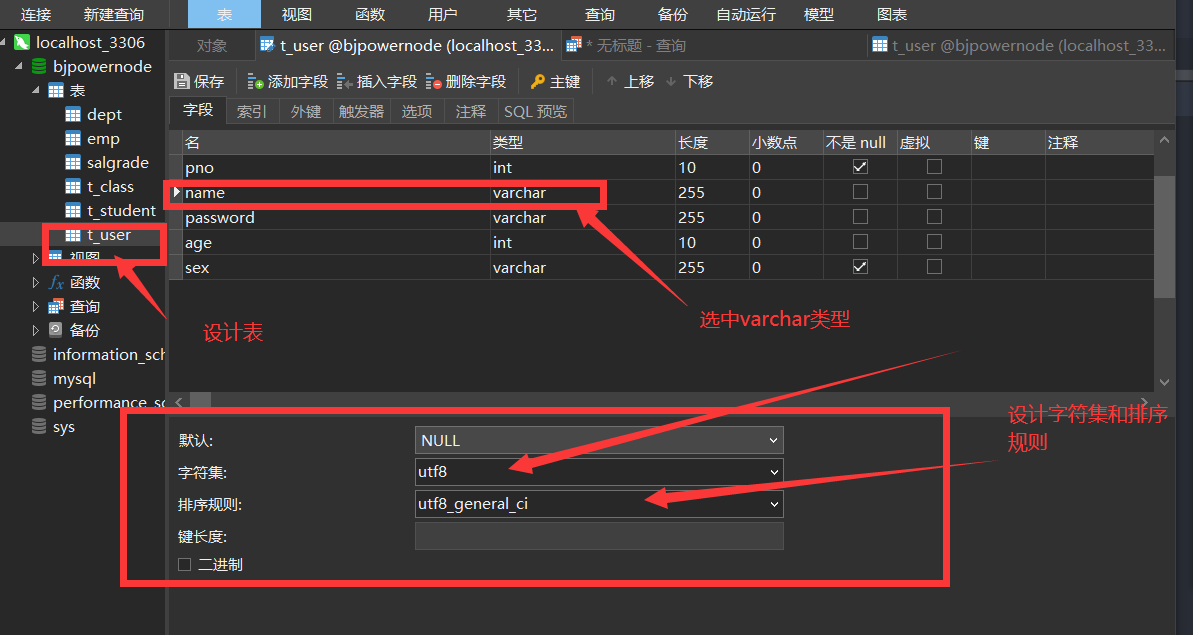 连接 新建查询 表 视图 函数 用户 其它 查询 备份 自动运行 模型 图表
localhost_3306
bjpowernode
表
dept
emp
salgrade
t_class
t_student
t_user
视图
函数
查询
备份
information_sch
mysql
performance_sc
sys
对象 t_user @bjpowernode (localhost_33... * 无标题 - 查询 t_user @bjpowernode (localhost_33...
保存 添加字段 插入字段 删除字段 主键 上移 下移
字段 索引 外键 触发器 选项 注释 SQL 预览
名 类型 长度 小数点 不是 null 虚拟 键 注释
pno int 10 0
name varchar 255 0
password varchar 255 0
age int 10 0
sex varchar 255 0
设计表
选中varchar类型
设计字符集和排序
规则
默认: NULL
字符集: utf8
排序规则: utf8_general_ci
键长度:
二进制